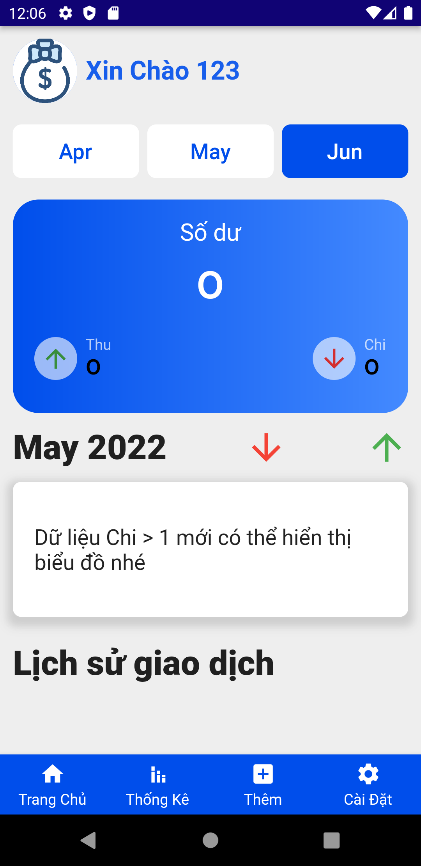 12:06
$
Xin Chào 123
Apr May Jun
Số dư
0
Thu Chi
0 0
May 2022
Dữ liệu Chi > 1 mới có thể hiển thị
biểu đồ nhé
Lịch sử giao dịch
Trang Chủ Thống Kê Thêm Cài Đặt